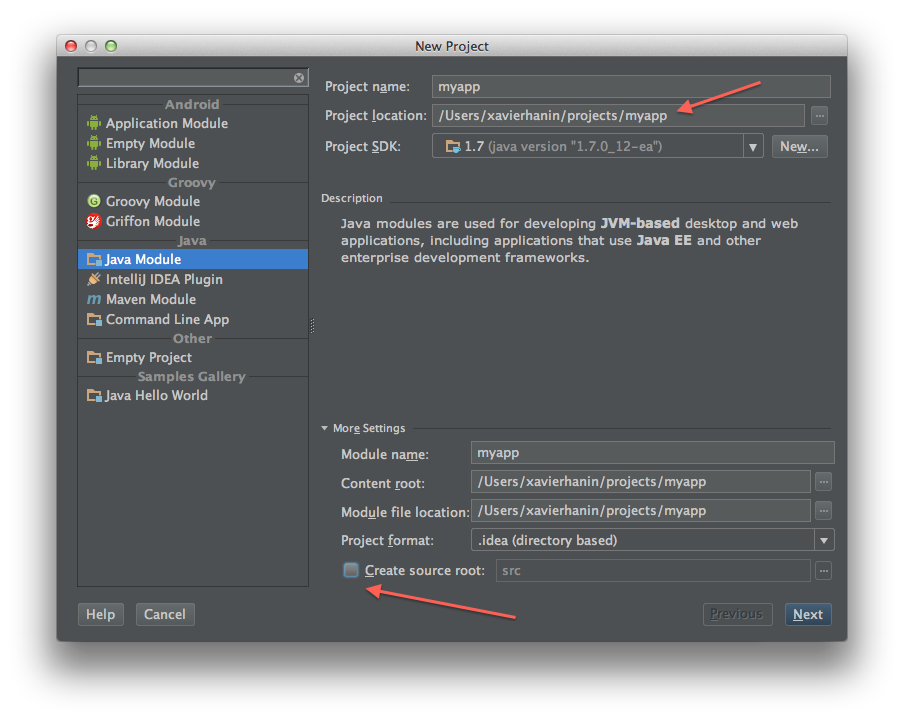 New Project
Android
Application Module
Empty Module
Library Module
Groovy
Groovy Module
Griffon Module
Java
Java Module
IntelliJ IDEA Plugin
Maven Module
Command Line App
Other
Empty Project
Samples Gallery
Java Hello World
Project name: myapp
Project location: /Users/xavierhanin/projects/myapp ...
Project SDK: 1.7 (java version "1.7.0_12-ea") New...
Description
Java modules are used for developing JVM-based desktop and web
applications, including applications that use Java EE and other
enterprise development frameworks.
More Settings
Module name: myapp
Content root: /Users/xavierhanin/projects/myapp ...
Module file location: /Users/xavierhanin/projects/myapp ...
Project format: .idea (directory based)
Create source root: src ...
Help Cancel Previous Next